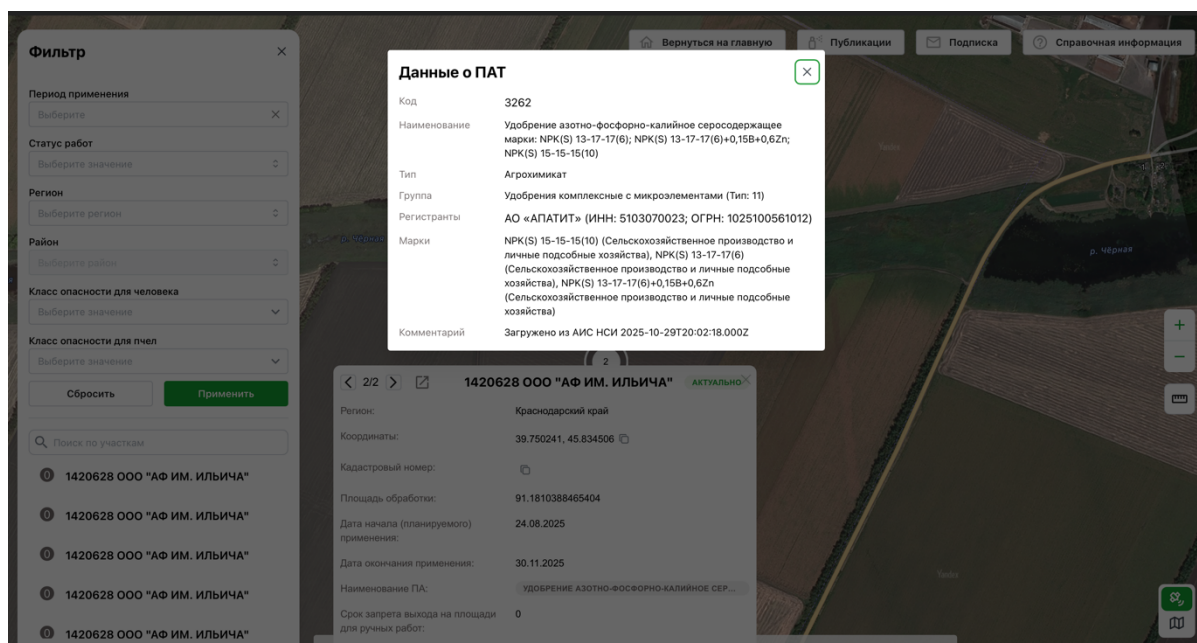 Фильтр
Период применения
Выберите
Статус работ
Выберите значение
Регион
Выберите регион
Район
Выберите район
Класс опасности для человека
Выберите значение
Класс опасности для пчел
Выберите значение
Сбросить
Применить
Поиск по участкам
0 1420628 ООО "АФ ИМ. ИЛЬИЧА"
0 1420628 ООО "АФ ИМ. ИЛЬИЧА"
0 1420628 ООО "АФ ИМ. ИЛЬИЧА"
0 1420628 ООО "АФ ИМ. ИЛЬИЧА"
0 1420628 ООО "АФ ИМ. ИЛЬИЧА"
Вернуться на главную
Публикации
Подписка
Справочная информация
Данные о ПАТ
Код 3262
Наименование Удобрение азотно-фосфорно-калийное серосодержащее
марки: NPK(S) 13-17-17(6); NPK(S) 13-17-17(6)+0,15B+0,6Zn;
NPK(S) 15-15-15(10)
Тип Агрохимикат
Группа Удобрения комплексные с микроэлементами (Тип: 11)
Регистранты АО «АПАТИТ» (ИНН: 5103070023; ОГРН: 1025100561012)
Марки NPK(S) 15-15-15(10) (Сельскохозяйственное производство и
личные подсобные хозяйства), NPK(S) 13-17-17(6)
(Сельскохозяйственное производство и личные подсобные
хозяйства), NPK(S) 13-17-17(6)+0,15B+0,6Zn
(Сельскохозяйственное производство и личные подсобные
хозяйства)
Комментарий Загружено из АИС НСИ 2025-10-29T20:02:18.000Z
2
2/2 1420628 ООО "АФ ИМ. ИЛЬИЧА" АКТУАЛЬНО
Регион: Краснодарский край
Координаты: 39.750241, 45.834506
Кадастровый номер:
Площадь обработки: 91.1810388465404
Дата начала (планируемого)
применения: 24.08.2025
Дата окончания применения: 30.11.2025
Наименование ПА: УДОБРЕНИЕ АЗОТНО-ФОСФОРНО-КАЛИЙНОЕ СЕР...
Срок запрета выхода на площади
для ручных работ: 0
р. Чёрная
р. Чёрная
Yandex
Yandex